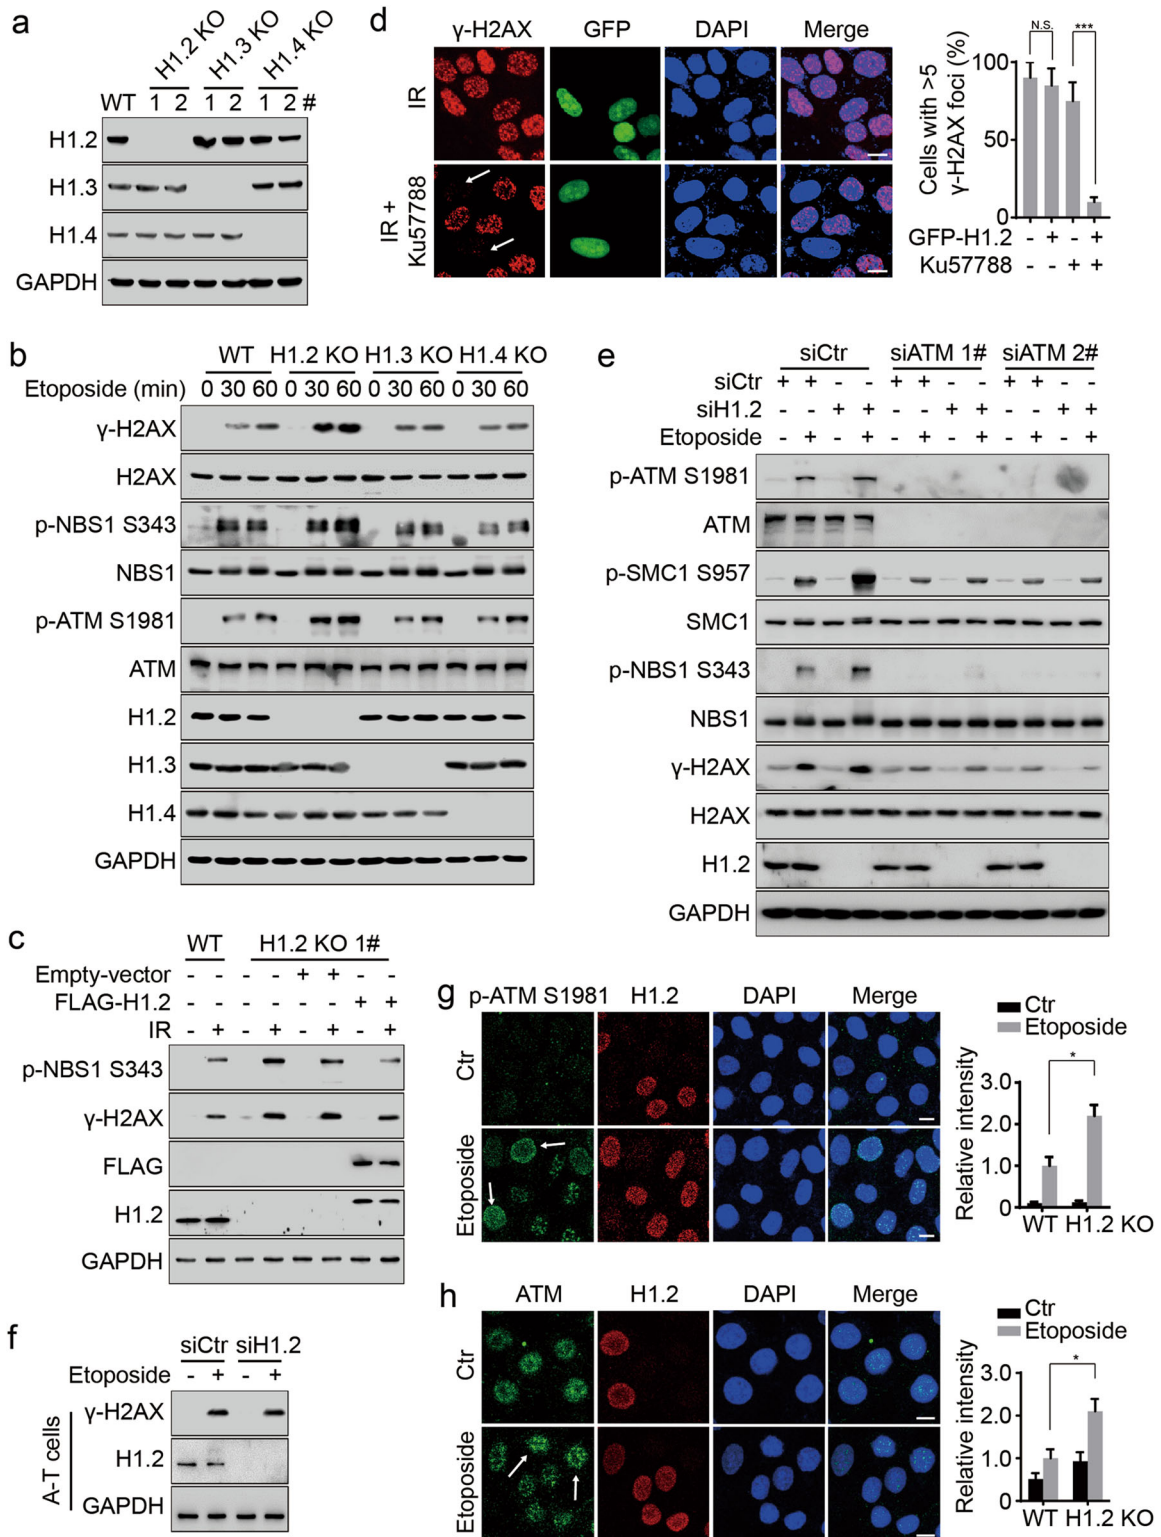 a
H1.2 KO
H1.3 KO
H1.4 KO
WT 1 2 1 2 1 2 #
H1.2
H1.3
H1.4
GAPDH
b
WT H1.2 KO H1.3 KO H1.4 KO
Etoposide (min) 0 30 60 0 30 60 0 30 60 0 30 60
γ-H2AX
H2AX
p-NBS1 S343
NBS1
p-ATM S1981
ATM
H1.2
H1.3
H1.4
GAPDH
c
WT H1.2 KO 1#
Empty-vector - - - - + + - -
FLAG-H1.2 - - - - - - + +
IR - + - + - + - +
p-NBS1 S343
γ-H2AX
FLAG
H1.2
GAPDH
d
γ-H2AX GFP DAPI Merge
IR
IR +
Ku57788
Cells with >5
γ-H2AX foci (%)
100
50
0
N.S. ***
GFP-H1.2 - + - +
Ku57788 - - + +
e
siCtr siATM 1# siATM 2#
siCtr + + - - + + - - + + - -
siH1.2 - - + + - - + + - - + +
Etoposide - + - + - + - + - + - +
p-ATM S1981
ATM
p-SMC1 S957
SMC1
p-NBS1 S343
NBS1
γ-H2AX
H2AX
H1.2
GAPDH
f
siCtr siH1.2
Etoposide - + - +
A-T cells
γ-H2AX
H1.2
GAPDH
g
p-ATM S1981 H1.2 DAPI Merge
Ctr
Etoposide
Ctr
Etoposide
Relative intensity
3.0
2.0
1.0
0
*
WT H1.2 KO
h
ATM H1.2 DAPI Merge
Ctr
Etoposide
Ctr
Etoposide
Relative intensity
3.0
2.0
1.0
0
*
WT H1.2 KO